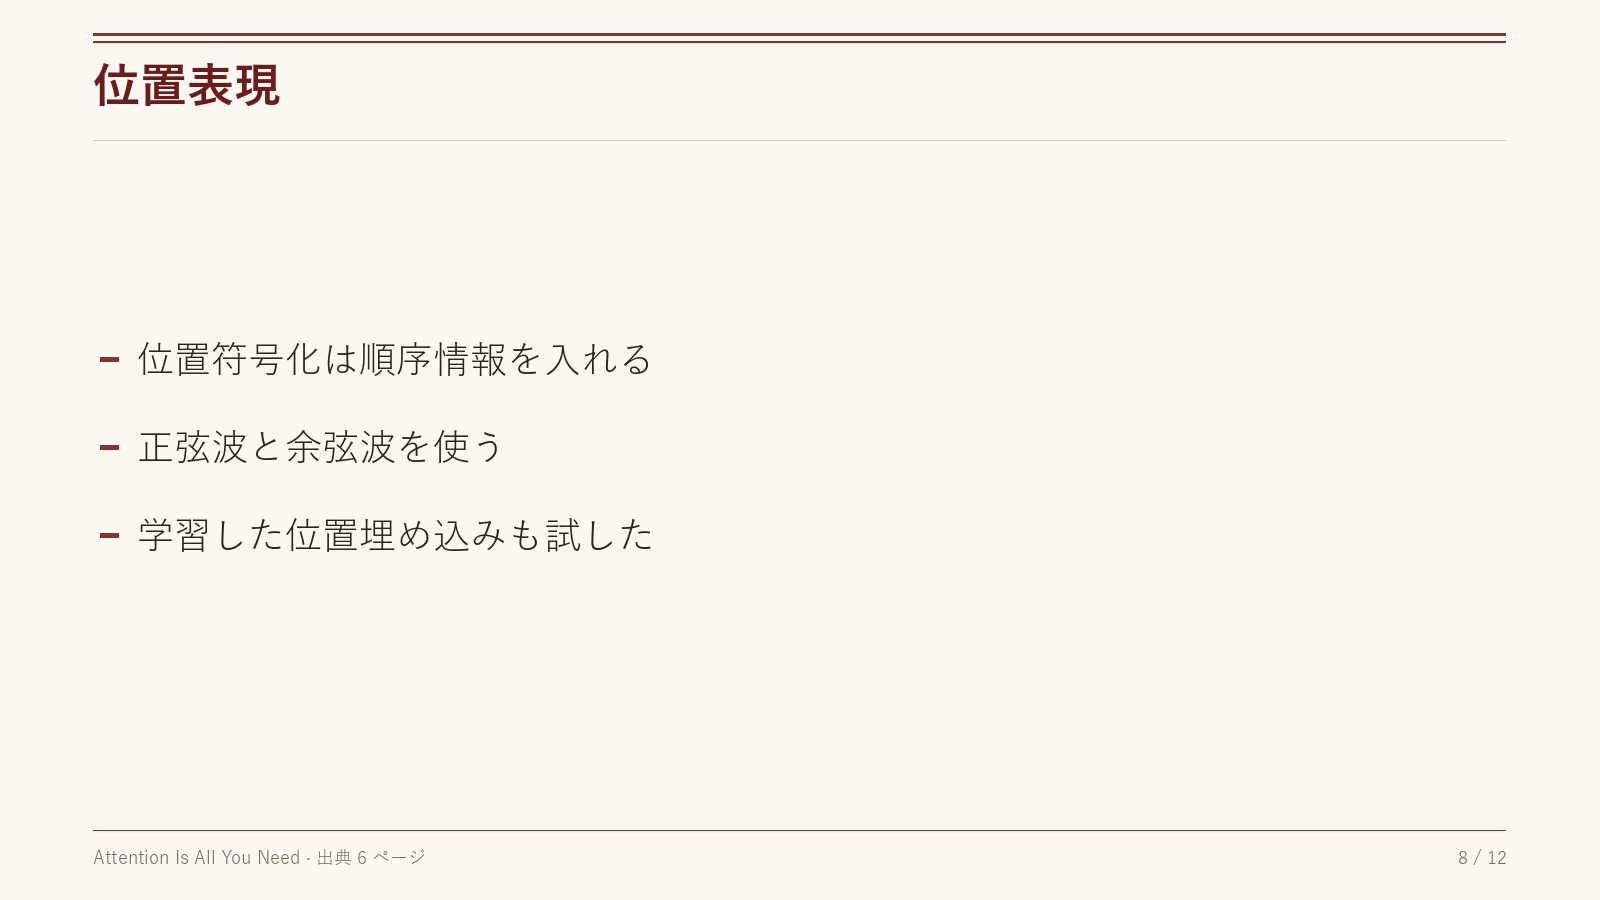 位置表現
位置符号化は順序情報を入れる
正弦波と余弦波を使う
学習した位置埋め込みも試した
Attention Is All You Need · 出典 6 ページ
8 / 12